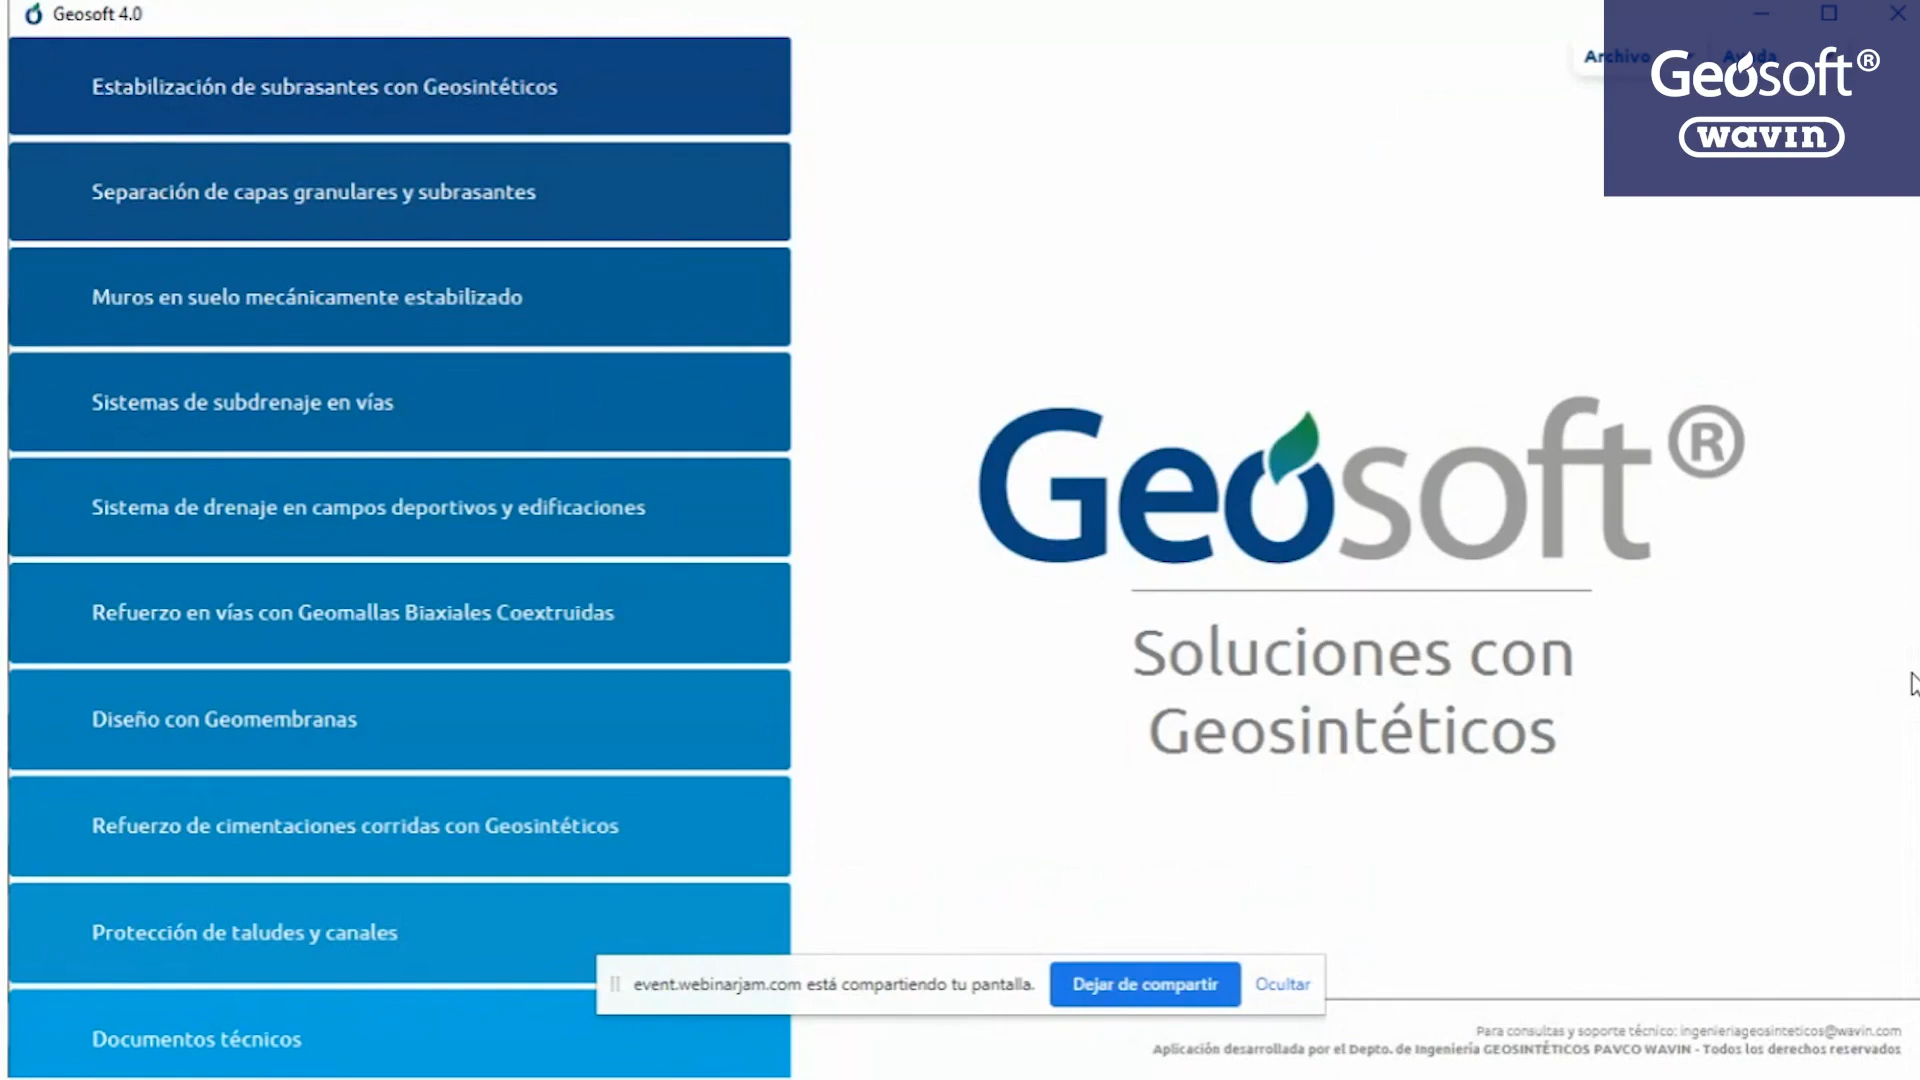 Geosoft 4.0
Estabilización de subrasantes con Geosintéticos
Separación de capas granulares y subrasantes
Muros en suelo mecánicamente estabilizado
Sistemas de subdrenaje en vías
Sistema de drenaje en campos deportivos y edificaciones
Refuerzo en vías con Geomallas Biaxiales Coextruidas
Diseño con Geomembranas
Refuerzo de cimentaciones corridas con Geosintéticos
Protección de taludes y canales
Documentos técnicos
Archivo Ayuda
Geosoft®
wavin
Geosoft®
Soluciones con
Geosintéticos
event.webinarjam.com está compartiendo tu pantalla. Dejar de compartir Ocultar
Para consultas y soporte técnico: ingenieriageosinteticos@wavin.com
Aplicación desarrollada por el Depto. de Ingeniería GEOSINTÉTICOS PAVCO WAVIN - Todos los derechos reservados